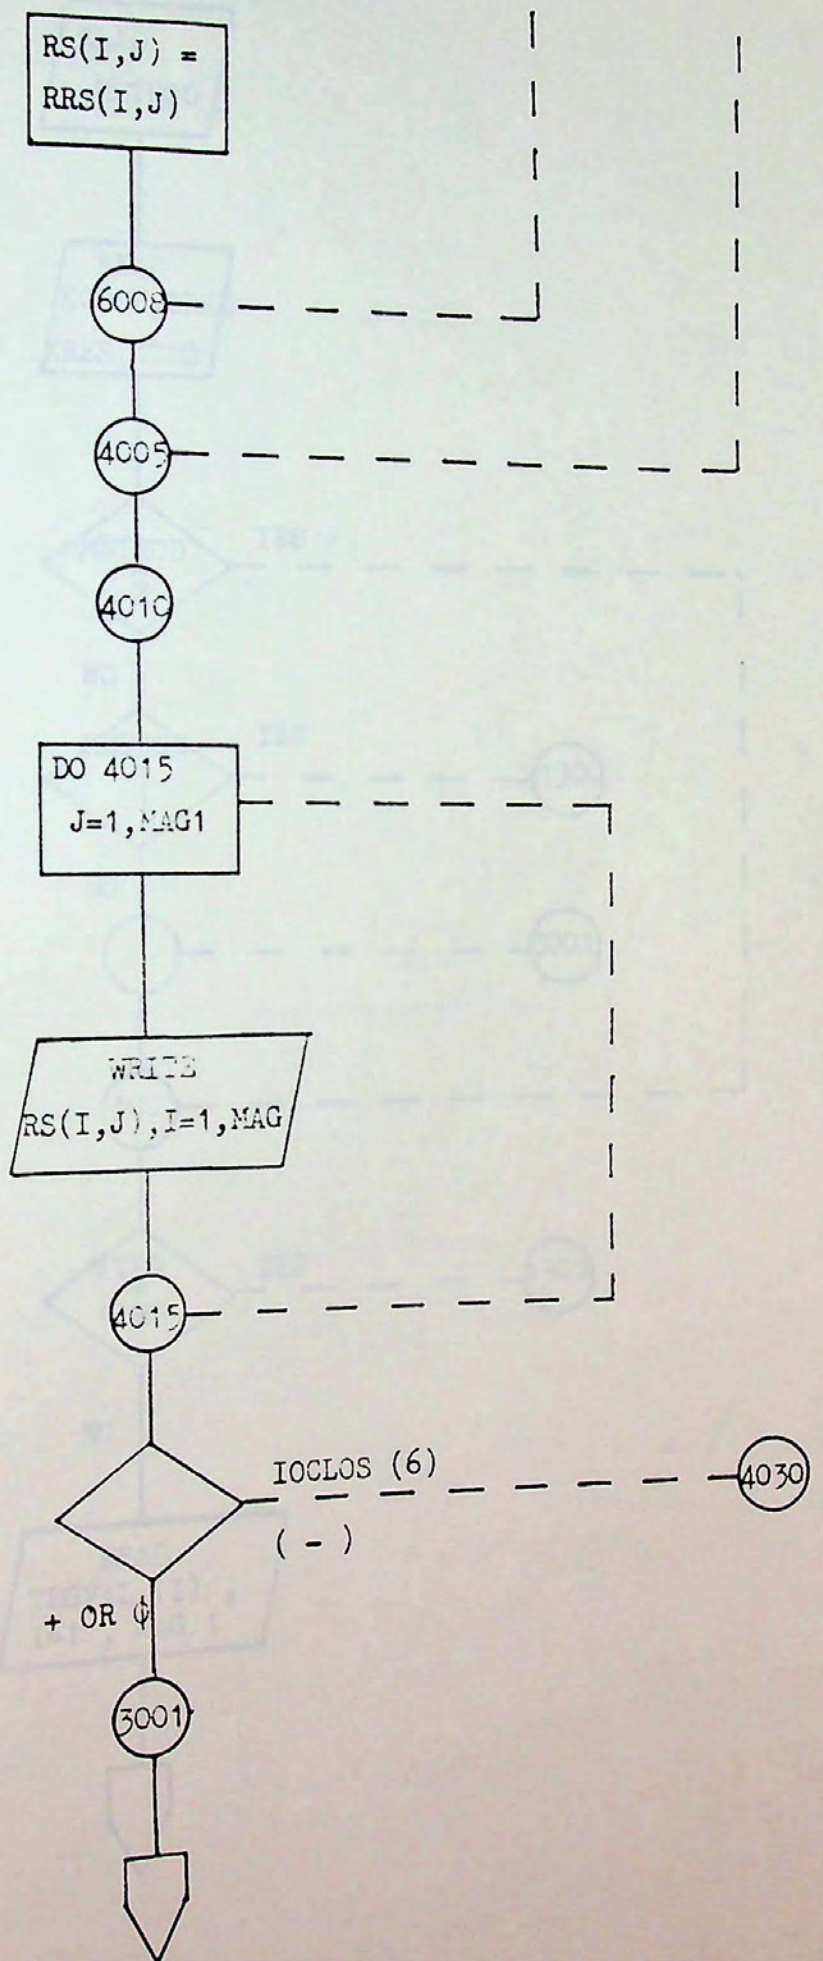 RS(I,J) =
RRS(I,J)
6008
4005
4010
DO 4015
J=1,MAG1
WRITE
RS(I,J),I=1,MAG
4015
IOCLOS (6)
4030
( - )
+ OR ϕ
3001